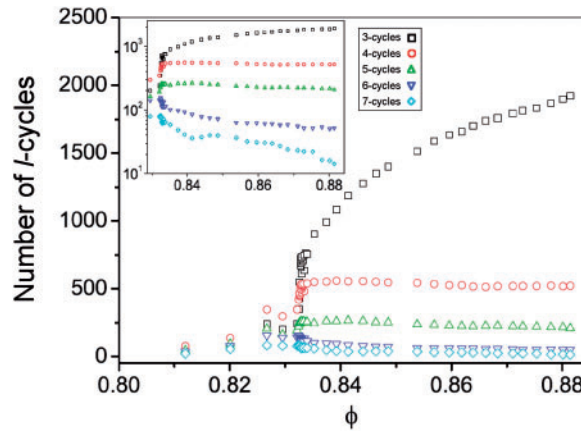 3-cycles
4-cycles
5-cycles
6-cycles
7-cycles
10³
10²
10¹
0.84 0.86 0.88
Number of l-cycles
2500
2000
1500
1000
500
0
0.80 0.82 0.84 0.86 0.88
ϕ